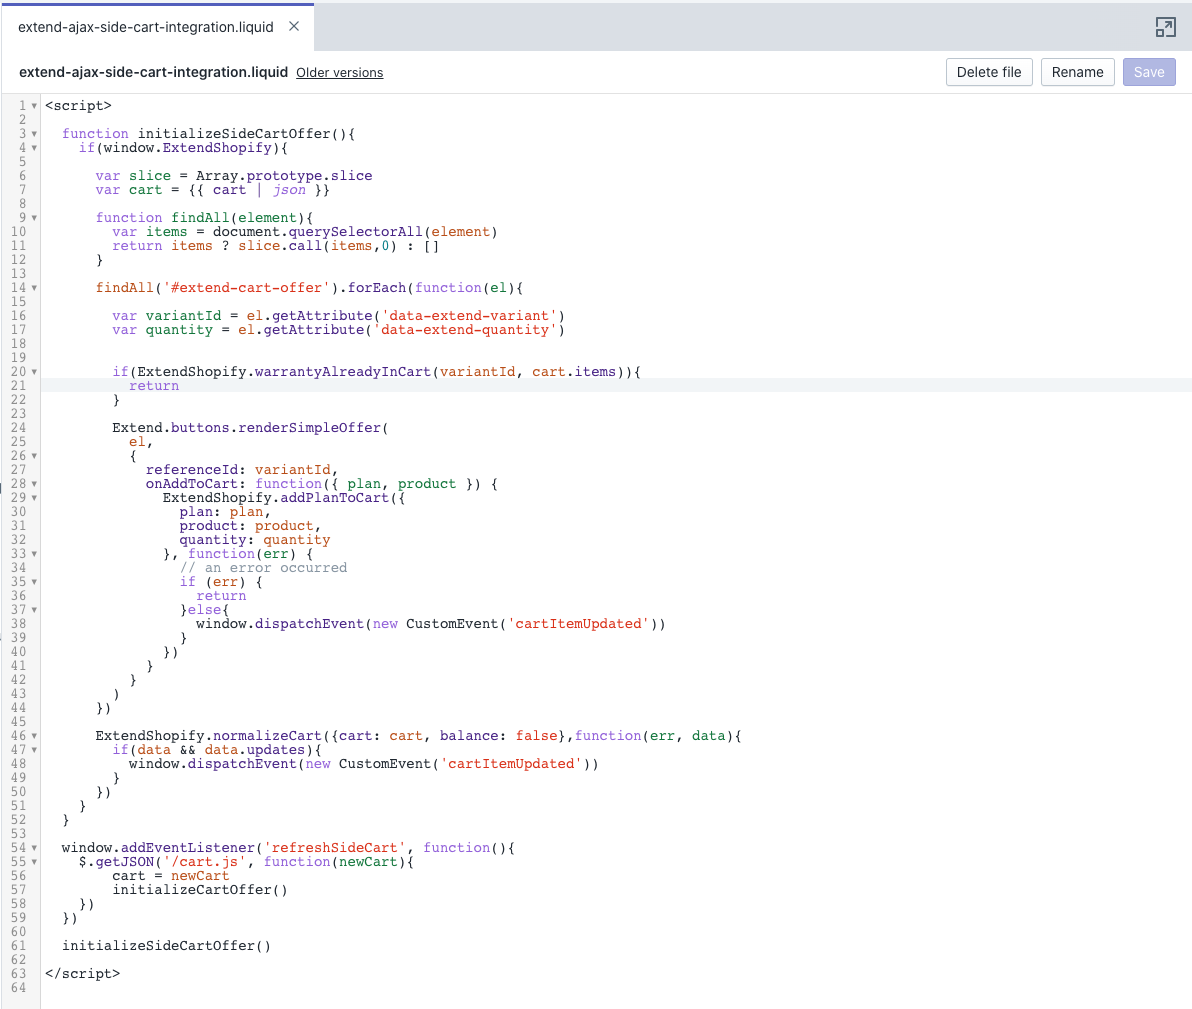 extend-ajax-side-cart-integration.liquid ×
extend-ajax-side-cart-integration.liquid Older versions Delete file Rename Save
1 <script>
2
3   function initializeSideCartOffer(){
4     if(window.ExtendShopify){
5
6       var slice = Array.prototype.slice
7       var cart = {{ cart | json }}
8
9       function findAll(element){
10         var items = document.querySelectorAll(element)
11         return items ? slice.call(items,0) : []
12       }
13
14       findAll('#extend-cart-offer').forEach(function(el){
15
16         var variantId = el.getAttribute('data-extend-variant')
17         var quantity = el.getAttribute('data-extend-quantity')
18
19
20         if(ExtendShopify.warrantyAlreadyInCart(variantId, cart.items)){
21           return
22         }
23
24         Extend.buttons.renderSimpleOffer(
25           el,
26           {
27             referenceId: variantId,
28             onAddToCart: function({ plan, product }) {
29               ExtendShopify.addPlanToCart({
30                 plan: plan,
31                 product: product,
32                 quantity: quantity
33               }, function(err) {
34                 // an error occurred
35                 if (err) {
36                   return
37                 }else{
38                   window.dispatchEvent(new CustomEvent('cartItemUpdated'))
39                 }
40               })
41             }
42           }
43         )
44       })
45
46       ExtendShopify.normalizeCart({cart: cart, balance: false},function(err, data){
47         if(data && data.updates){
48           window.dispatchEvent(new CustomEvent('cartItemUpdated'))
49         }
50       })
51     }
52   }
53
54   window.addEventListener('refreshSideCart', function(){
55     $.getJSON('/cart.js', function(newCart){
56         cart = newCart
57         initializeCartOffer()
58     })
59   })
60
61   initializeSideCartOffer()
62
63 </script>
64